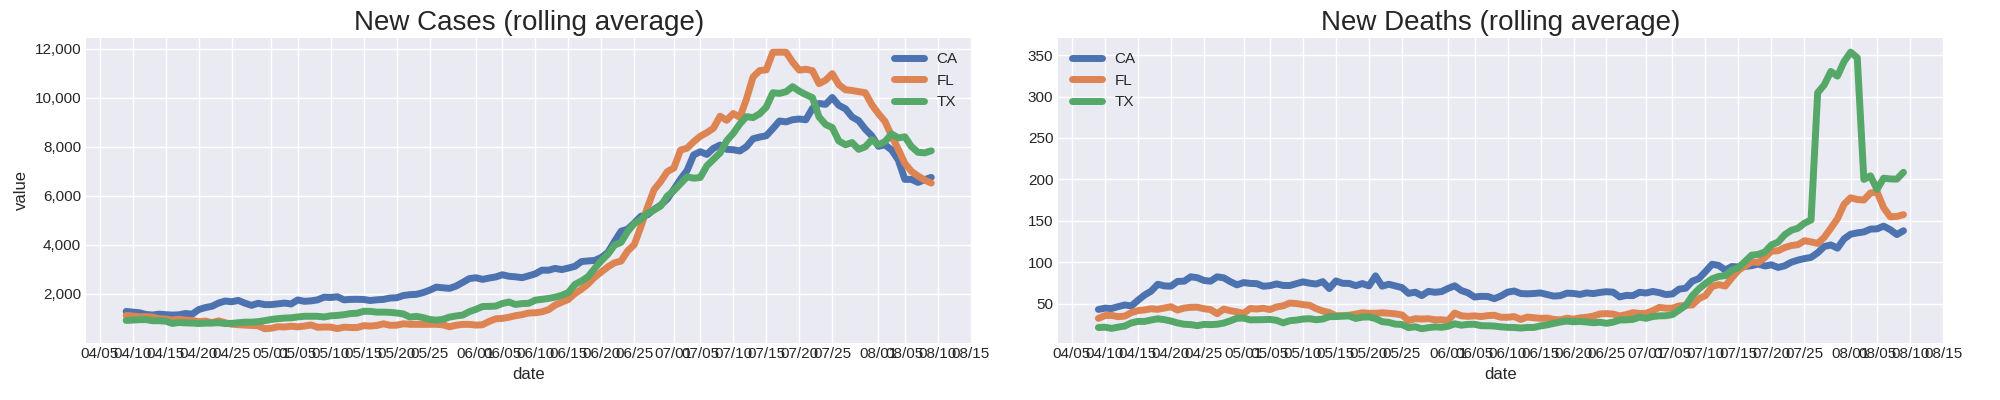 New Cases (rolling average)
12,000
10,000
8,000
6,000
4,000
2,000
value
CA
FL
TX
04/05 04/10 04/15 04/20 04/25 05/01 05/05 05/10 05/15 05/20 05/25 06/01 06/05 06/10 06/15 06/20 06/25 07/01 07/05 07/10 07/15 07/20 07/25 08/01 08/05 08/10 08/15
date
New Deaths (rolling average)
350
300
250
200
150
100
50
CA
FL
TX
04/05 04/10 04/15 04/20 04/25 05/01 05/05 05/10 05/15 05/20 05/25 06/01 06/05 06/10 06/15 06/20 06/25 07/01 07/05 07/10 07/15 07/20 07/25 08/01 08/05 08/10 08/15
date